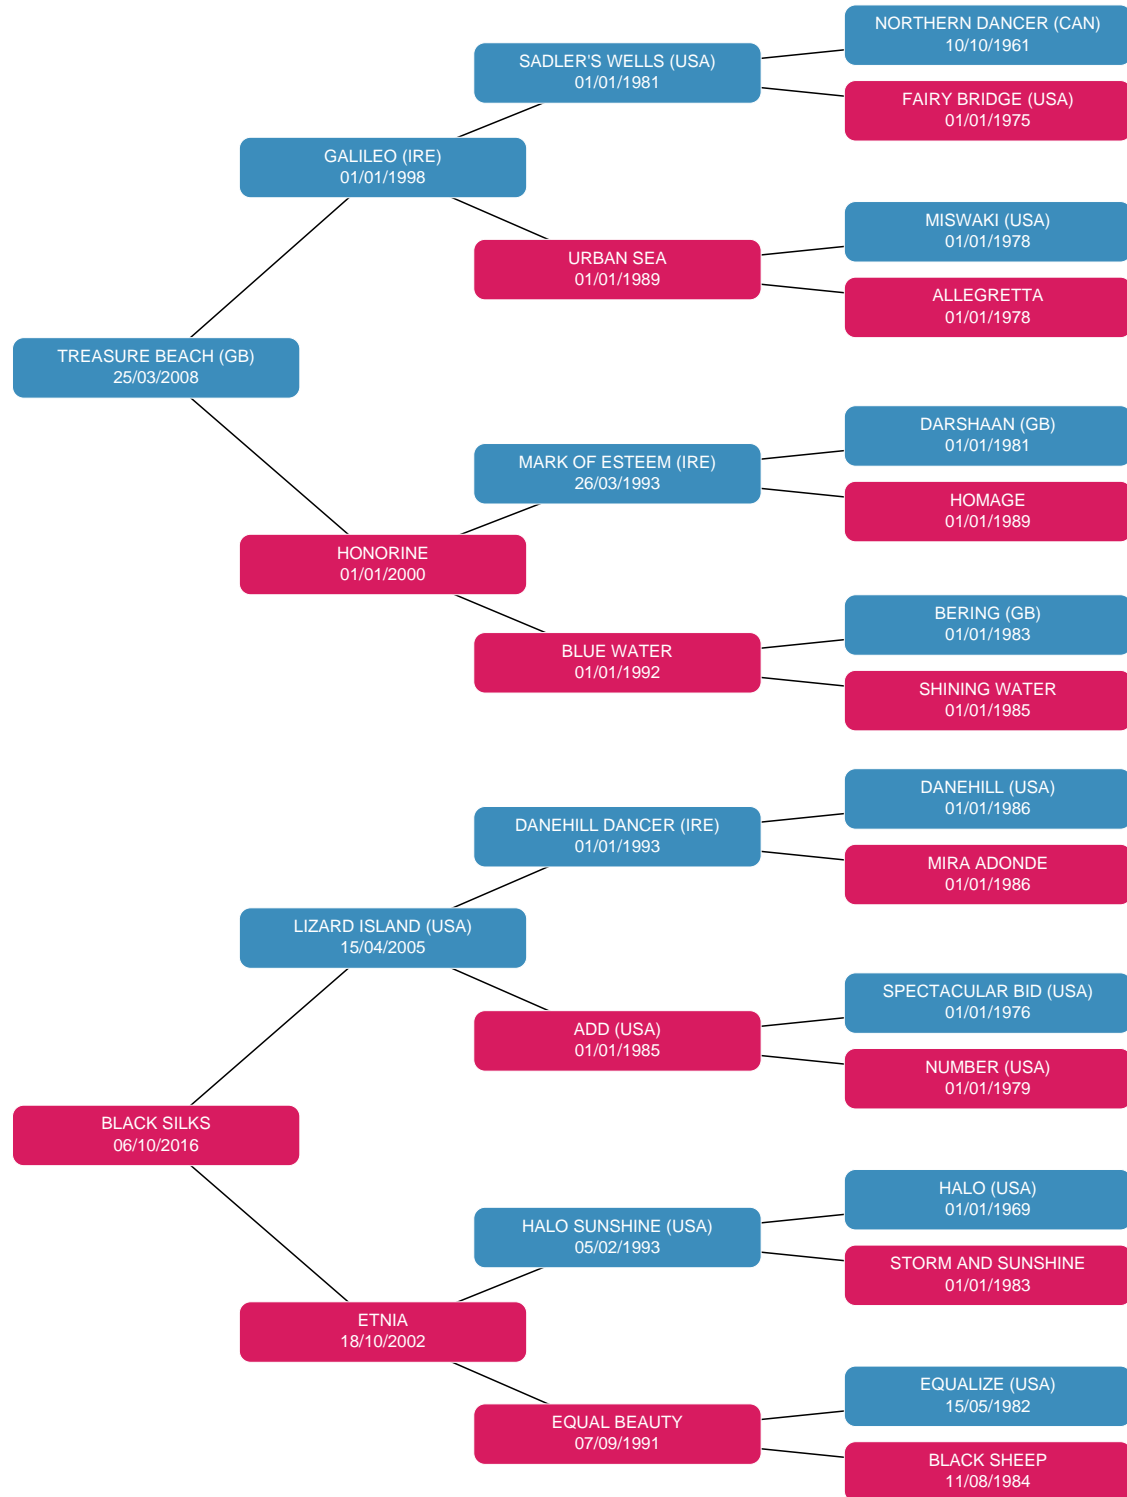 NORTHERN DANCER (CAN)
10/10/1961
SADLER'S WELLS (USA)
01/01/1981
FAIRY BRIDGE (USA)
01/01/1975
GALILEO (IRE)
01/01/1998
MISWAKI (USA)
01/01/1978
URBAN SEA
01/01/1989
ALLEGRETTA
01/01/1978
TREASURE BEACH (GB)
25/03/2008
DARSHAAN (GB)
01/01/1981
MARK OF ESTEEM (IRE)
26/03/1993
HOMAGE
01/01/1989
HONORINE
01/01/2000
BERING (GB)
01/01/1983
BLUE WATER
01/01/1992
SHINING WATER
01/01/1985
DANEHILL (USA)
01/01/1986
DANEHILL DANCER (IRE)
01/01/1993
MIRA ADONDE
01/01/1986
LIZARD ISLAND (USA)
15/04/2005
SPECTACULAR BID (USA)
01/01/1976
ADD (USA)
01/01/1985
NUMBER (USA)
01/01/1979
BLACK SILKS
06/10/2016
HALO (USA)
01/01/1969
HALO SUNSHINE (USA)
05/02/1993
STORM AND SUNSHINE
01/01/1983
ETNIA
18/10/2002
EQUALIZE (USA)
15/05/1982
EQUAL BEAUTY
07/09/1991
BLACK SHEEP
11/08/1984